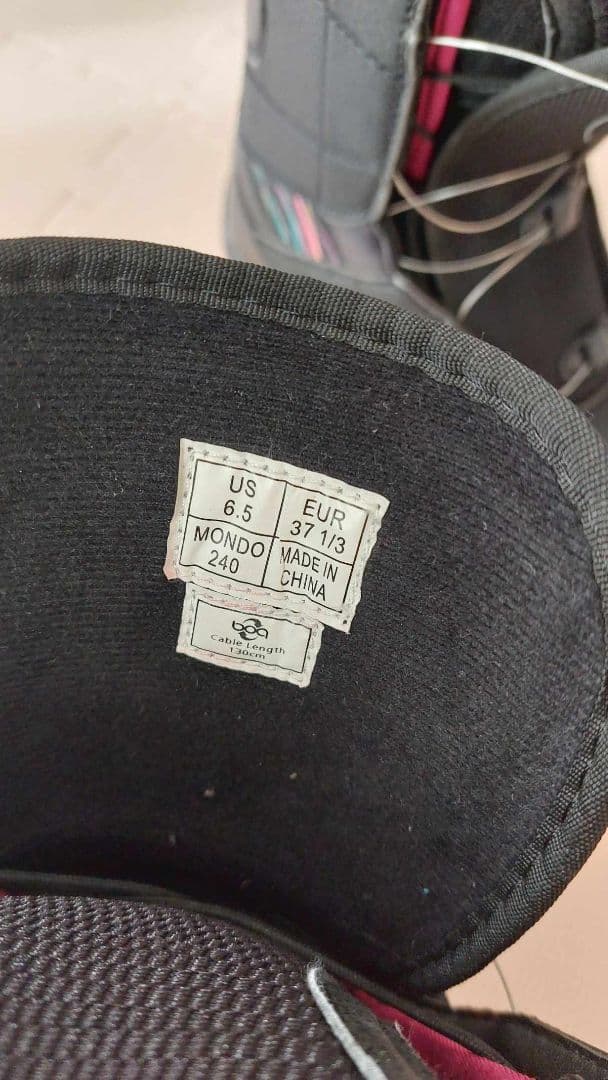 US
6.5
EUR
37 1/3
MONDO
240
MADE IN
CHINA
boa
Cable Length
130cm